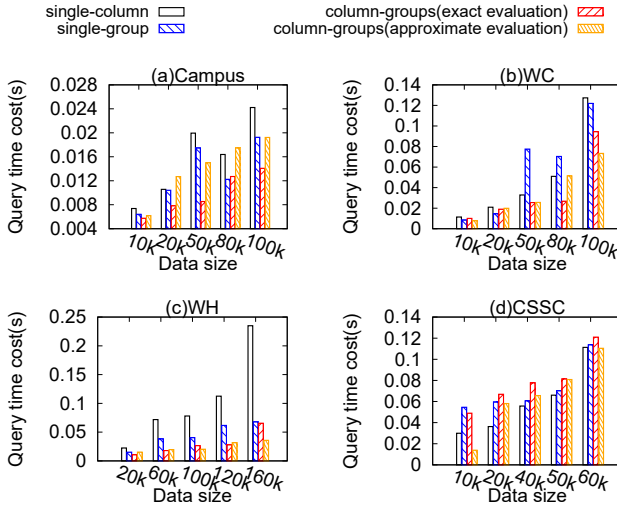 single-column
single-group
column-groups(exact evaluation)
column-groups(approximate evaluation)
(a)Campus
Query time cost(s)
0.028
0.024
0.02
0.016
0.012
0.008
0.004
10k 20k 50k 80k 100k
Data size
(b)WC
Query time cost(s)
0.14
0.12
0.1
0.08
0.06
0.04
0.02
0
10k 20k 50k 80k 100k
Data size
(c)WH
Query time cost(s)
0.25
0.2
0.15
0.1
0.05
0
20k 60k 100k 120k 160k
Data size
(d)CSSC
Query time cost(s)
0.14
0.12
0.1
0.08
0.06
0.04
0.02
0
10k 20k 40k 50k 60k
Data size